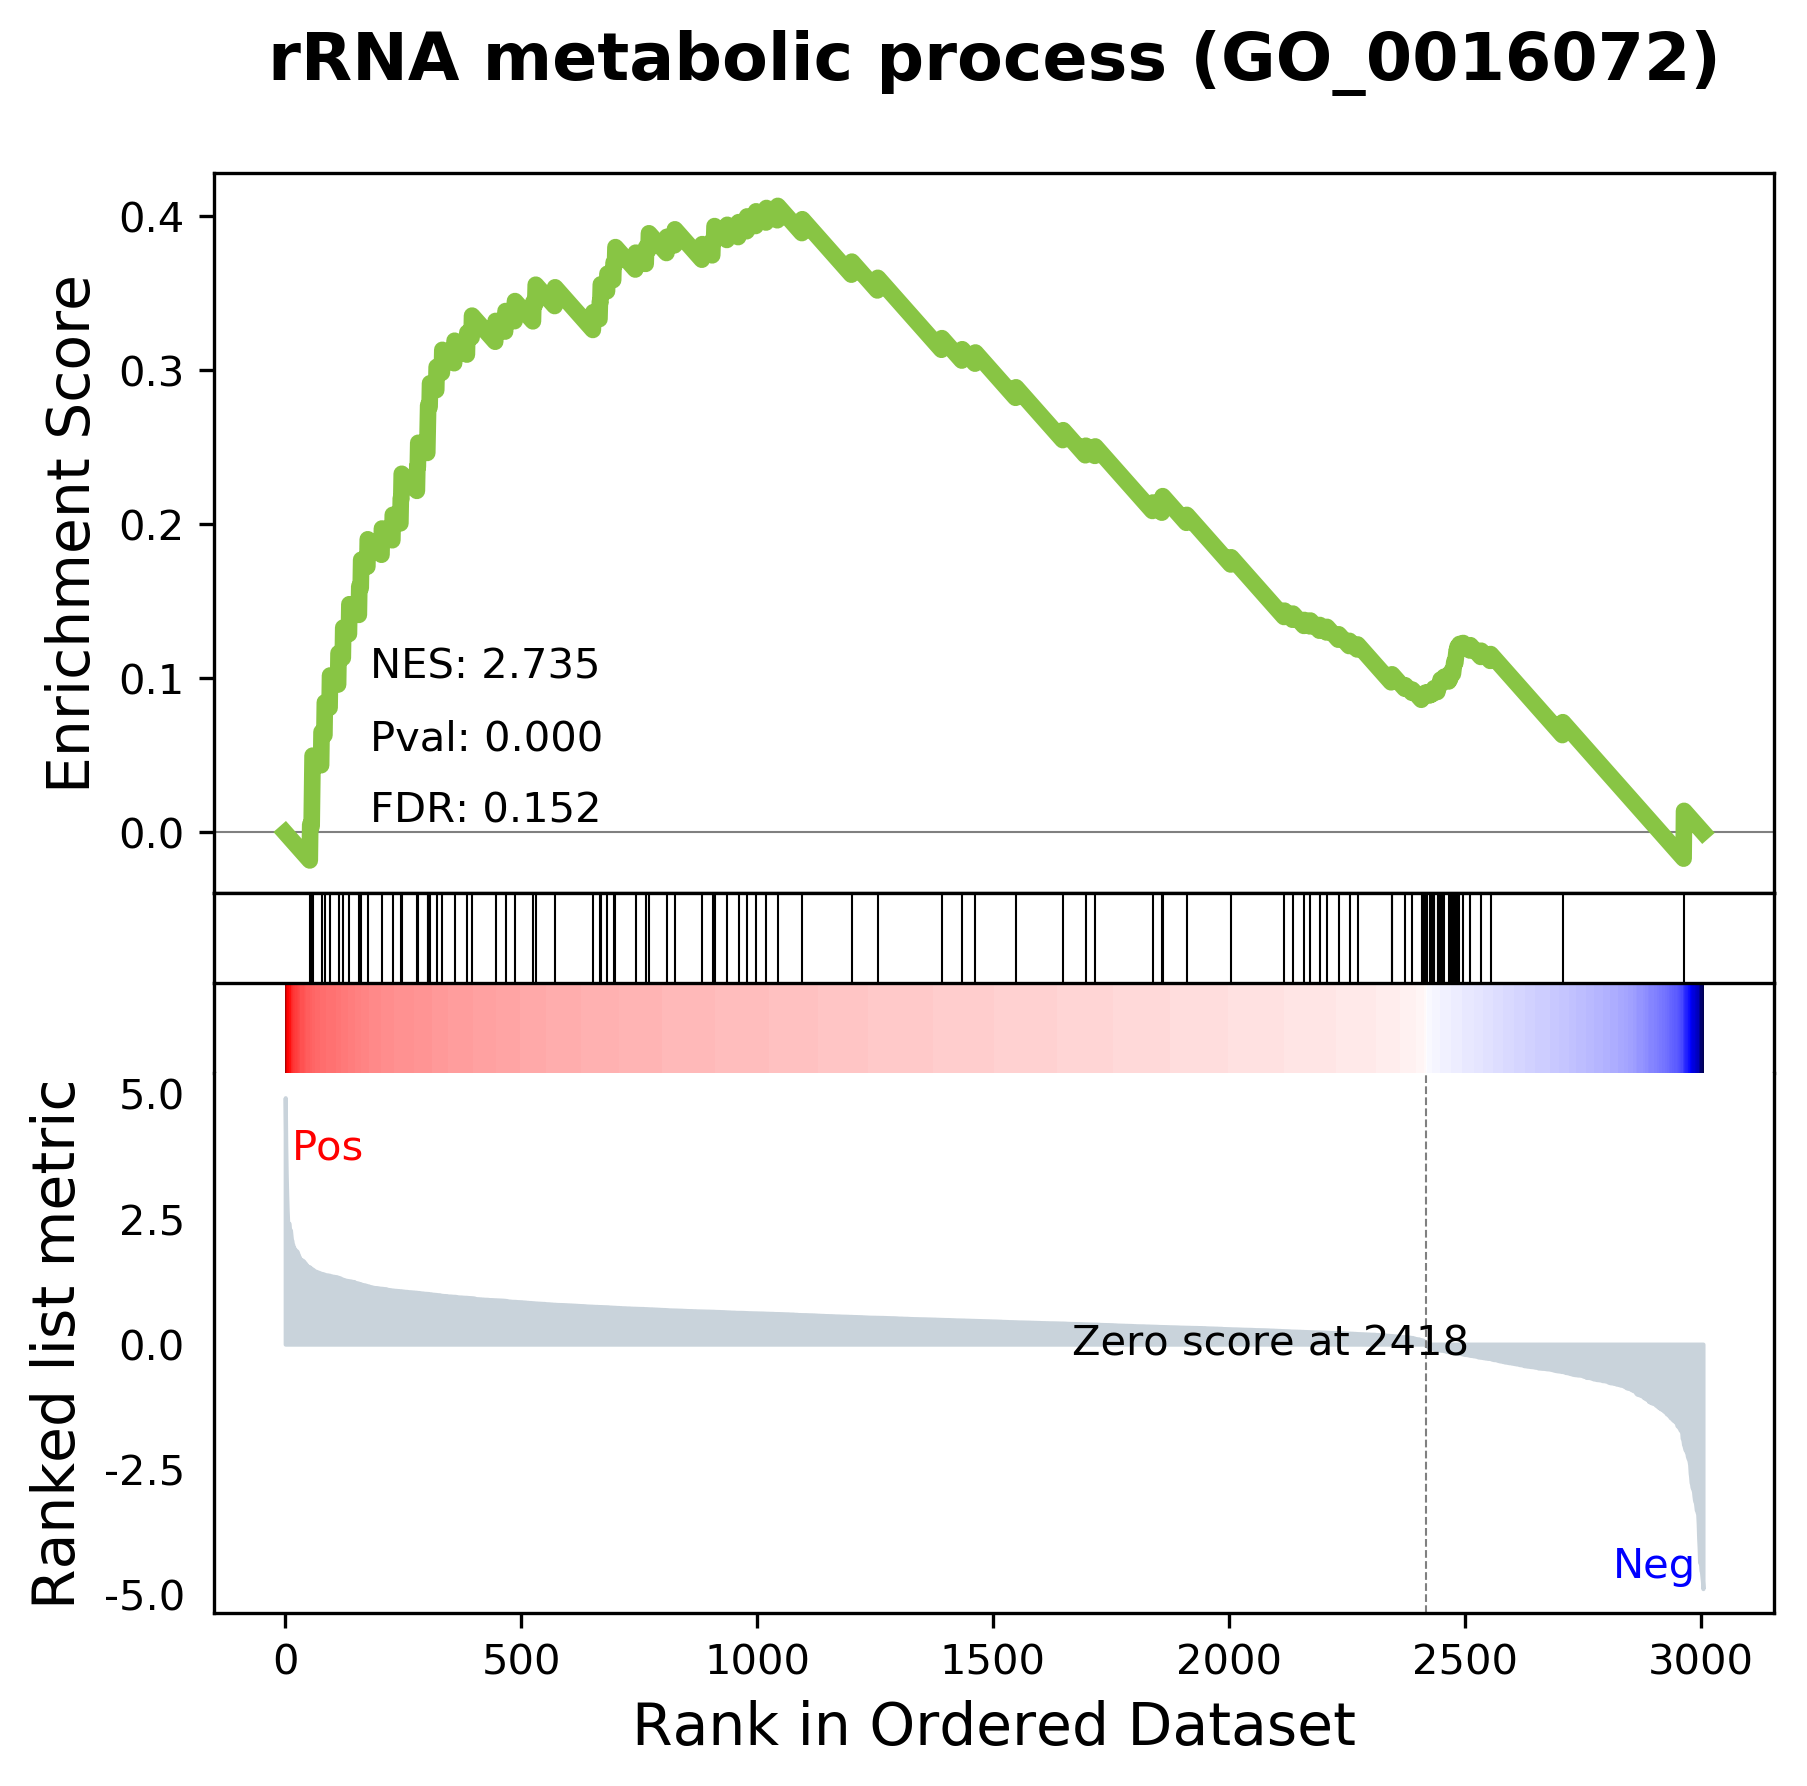 rRNA metabolic process (GO_0016072)
Enrichment Score
0.4
0.3
0.2
0.1
0.0
NES: 2.735
Pval: 0.000
FDR: 0.152
Ranked list metric
5.0
2.5
0.0
-2.5
-5.0
Pos
Zero score at 2418
Neg
0 500 1000 1500 2000 2500 3000
Rank in Ordered Dataset